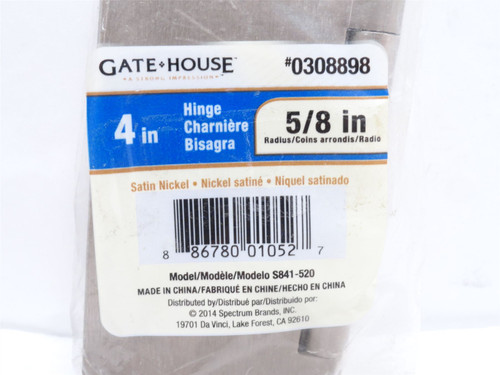 GATE HOUSE
A STRONG IMPRESSION
#0308898
4 in
Hinge
Charnière
Bisagra
5/8 in
Radius/Coins arrondis/Radio
Satin Nickel • Nickel satiné • Níquel satinado
8 86780 01052 7
Model/Modèle/Modelo S841-520
MADE IN CHINA/FABRIQUÉ EN CHINE/HECHO EN CHINA
Distributed by/Distribué par/Distribuido por:
© 2014 Spectrum Brands, INC.
19701 Da Vinci, Lake Forest, CA 92610